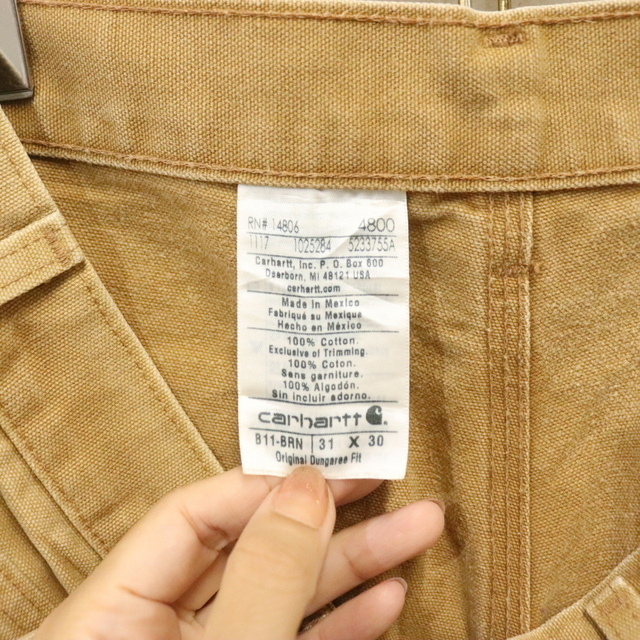 RN# 14806 4800
1117 1025284 5233755A
Carhartt, Inc. P. O. Box 600
Dearborn, MI 48121 USA
carhartt.com
Made in Mexico
Fabriqué au Mexique
Hecho en México
100% Cotton.
Exclusive of Trimming.
100% Coton.
Sans garniture.
100% Algodón.
Sin incluir adorno.
carhartt
B11-BRN 31 X 30
Original Dungaree Fit